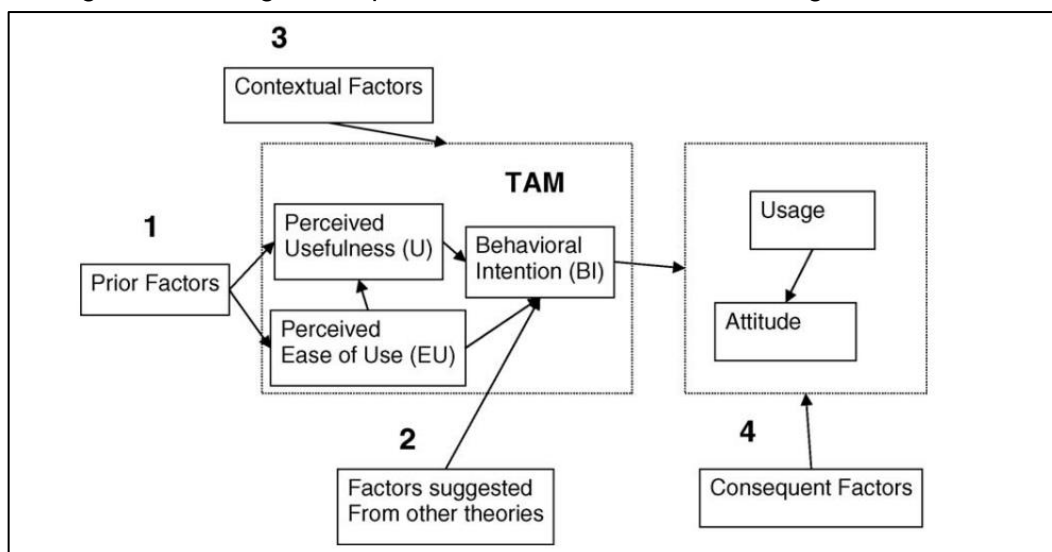 3
Contextual Factors
TAM
1
Prior Factors
Perceived
Usefulness (U)
Behavioral
Intention (BI)
Perceived
Ease of Use (EU)
Usage
Attitude
2
Factors suggested
From other theories
4
Consequent Factors